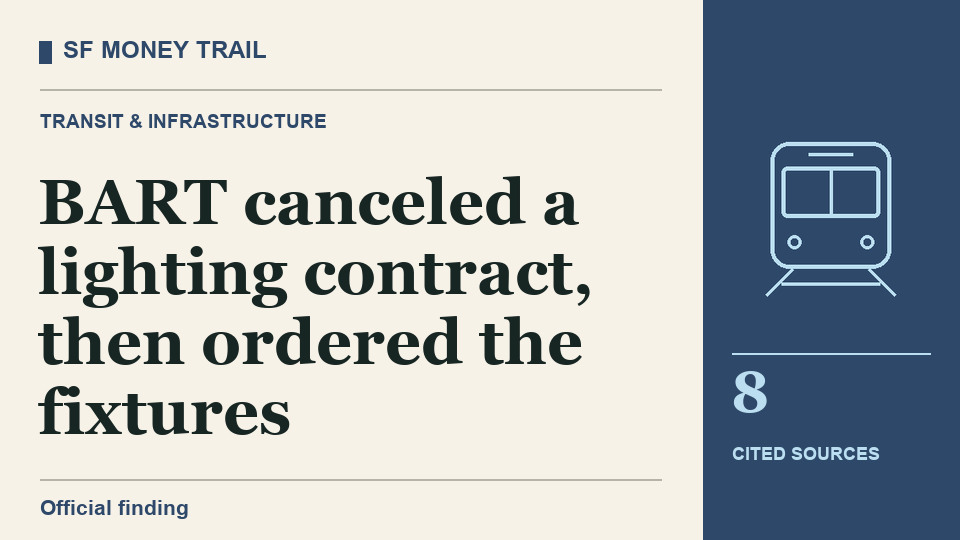 SF MONEY TRAIL
TRANSIT & INFRASTRUCTURE
BART canceled a
lighting contract,
then ordered the
fixtures
Official finding
8
CITED SOURCES